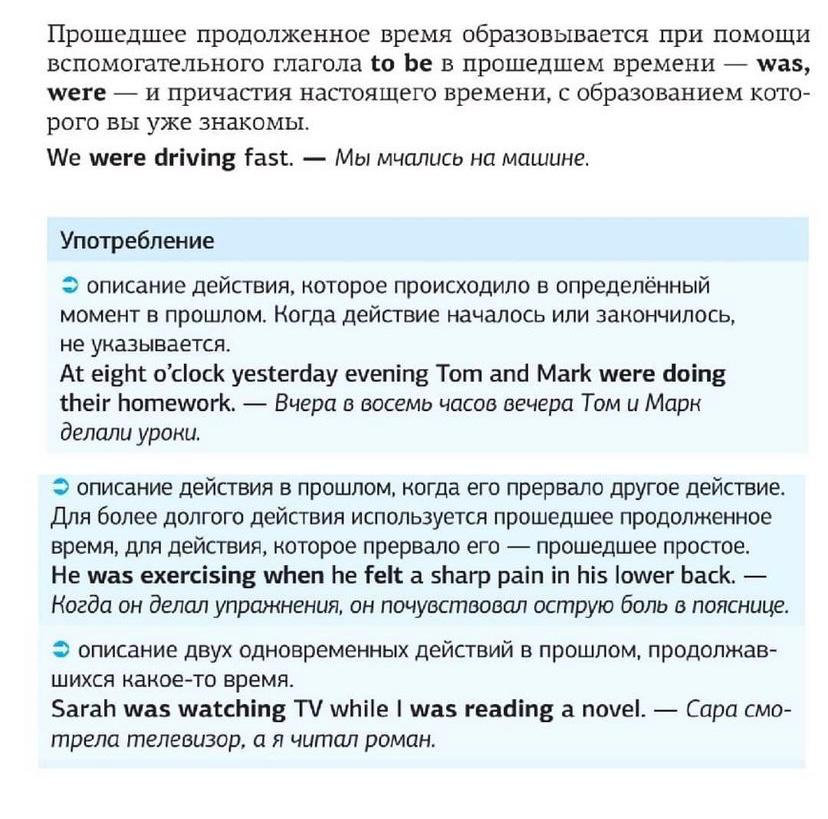 Прошедшее продолженное время образовывается при помощи
вспомогательного глагола to be в прошедшем времени — was,
were — и причастия настоящего времени, с образованием кото-
рого вы уже знакомы.
We were driving fast. — Мы мчались на машине.
Употребление
➲ описание действия, которое происходило в определённый
момент в прошлом. Когда действие началось или закончилось,
не указывается.
At eight o’clock yesterday evening Tom and Mark were doing
their homework. — Вчера в восемь часов вечера Том и Марк
делали уроки.
➲ описание действия в прошлом, когда его прервало другое действие.
Для более долгого действия используется прошедшее продолженное
время, для действия, которое прервало его — прошедшее простое.
He was exercising when he felt a sharp pain in his lower back. —
Когда он делал упражнения, он почувствовал острую боль в пояснице.
➲ описание двух одновременных действий в прошлом, продолжав-
шихся какое-то время.
Sarah was watching TV while I was reading a novel. — Сара смо-
трела телевизор, а я читал роман.